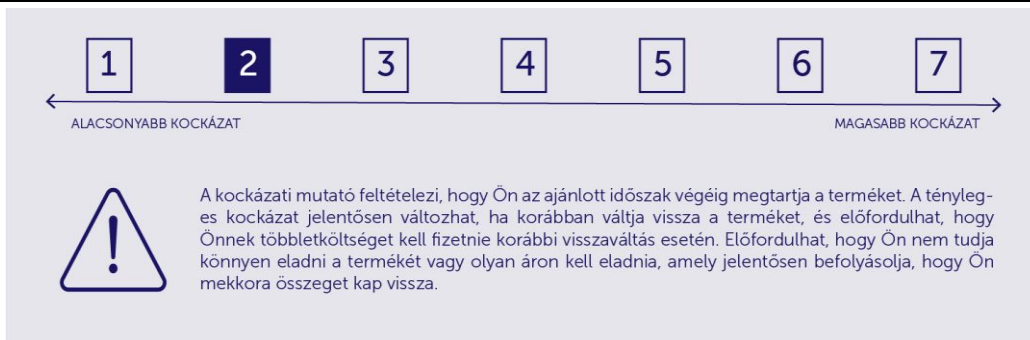 1 2 3 4 5 6 7
ALACSONYABB KOCKÁZAT MAGASABB KOCKÁZAT
A kockázati mutató feltételezi, hogy Ön az ajánlott időszak végéig megtartja a terméket. A tényleg-
es kockázat jelentősen változhat, ha korábban váltja vissza a terméket, és előfordulhat, hogy
Önnek többletköltséget kell fizetnie korábbi visszaváltás esetén. Előfordulhat, hogy Ön nem tudja
könnyen eladni a termékét vagy olyan áron kell eladnia, amely jelentősen befolyásolja, hogy Ön
mekkora összeget kap vissza.